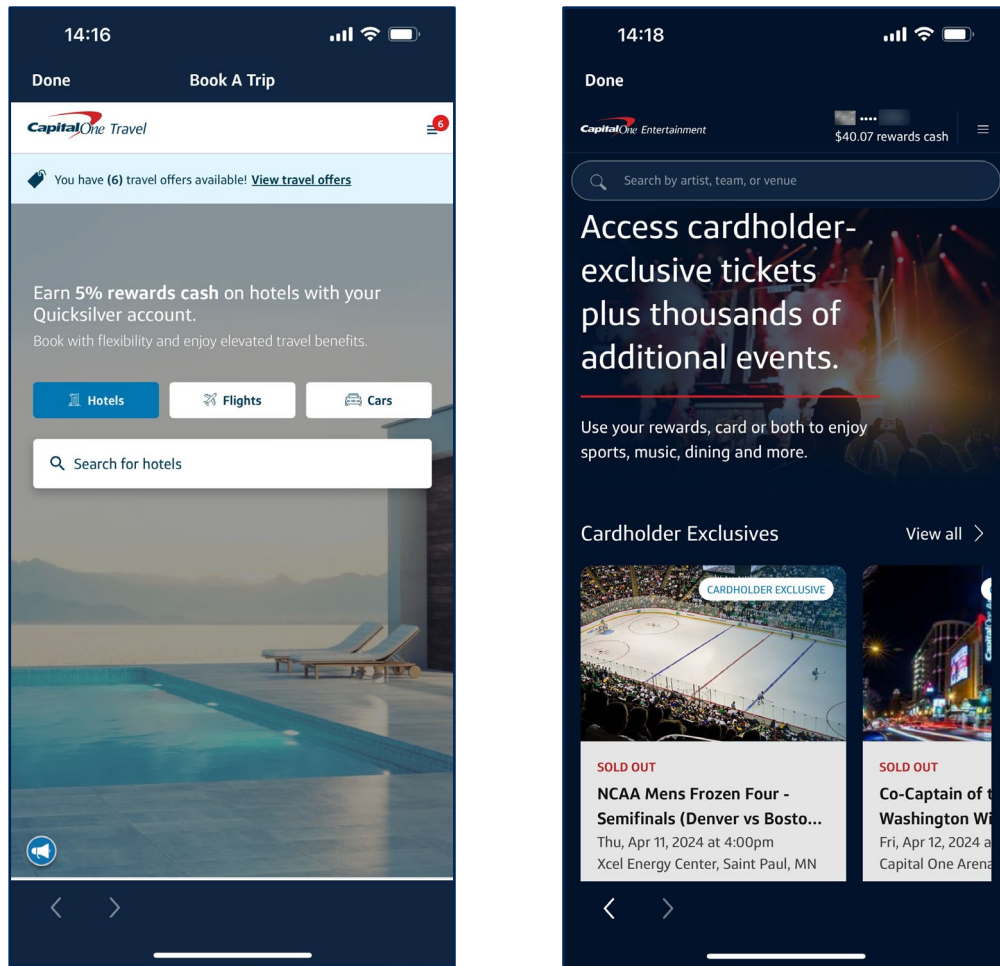 14:16
Done
Book A Trip
CapitalOne Travel
6
You have (6) travel offers available! View travel offers
Earn 5% rewards cash on hotels with your
Quicksilver account.
Book with flexibility and enjoy elevated travel benefits.
Hotels
Flights
Cars
Search for hotels
14:18
Done
CapitalOne Entertainment
$40.07 rewards cash
Search by artist, team, or venue
Access cardholder-
exclusive tickets
plus thousands of
additional events.
Use your rewards, card or both to enjoy
sports, music, dining and more.
Cardholder Exclusives
View all
CARDHOLDER EXCLUSIVE
SOLD OUT
NCAA Mens Frozen Four -
Semifinals (Denver vs Bosto...
Thu, Apr 11, 2024 at 4:00pm
Xcel Energy Center, Saint Paul, MN
SOLD OUT
Co-Captain of t
Washington Wi
Fri, Apr 12, 2024 a
Capital One Arena